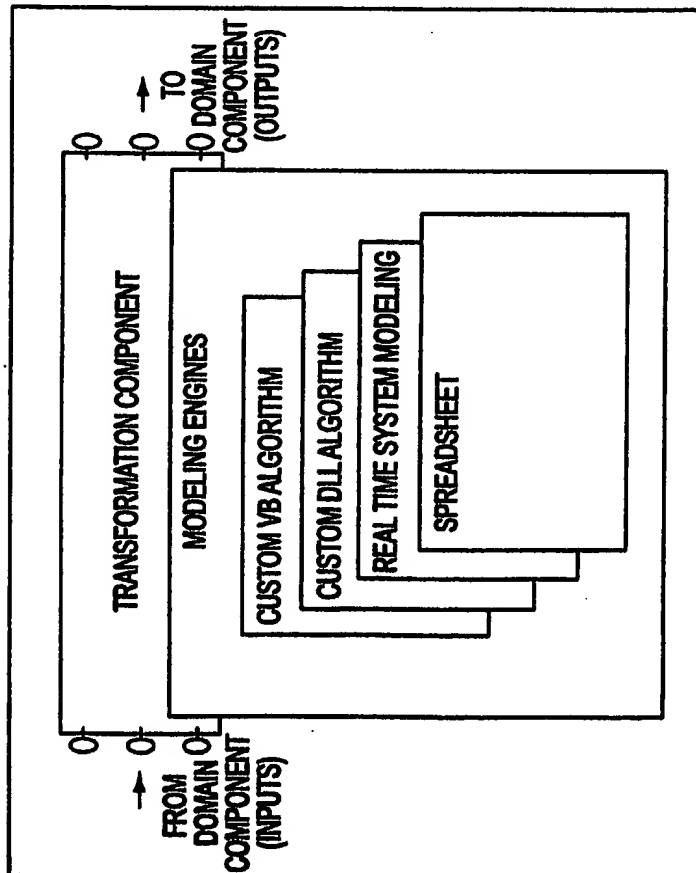 TRANSFORMATION COMPONENT
MODELING ENGINES
CUSTOM VB ALGORITHM
CUSTOM DLL ALGORITHM
REAL TIME SYSTEM MODELING
SPREADSHEET
FROM
DOMAIN
COMPONENT
(INPUTS)
TO
DOMAIN
COMPONENT
(OUTPUTS)